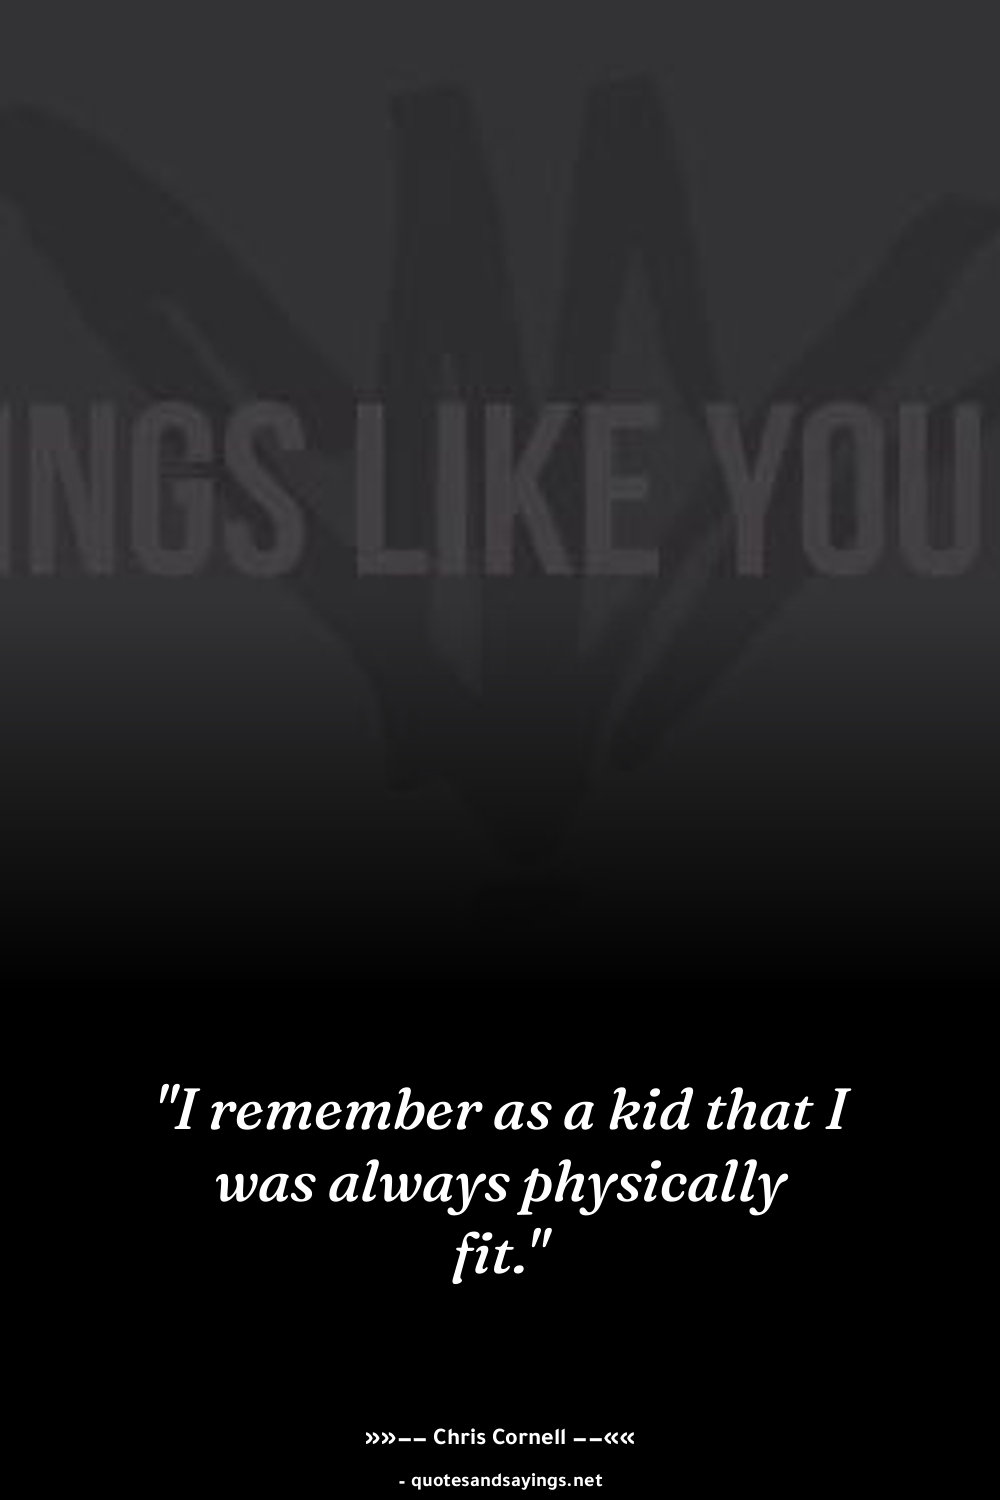 INGS LIKE YOU
"I remember as a kid that I
was always physically
fit."
»»−− Chris Cornell −−««
- quotesandsayings.net